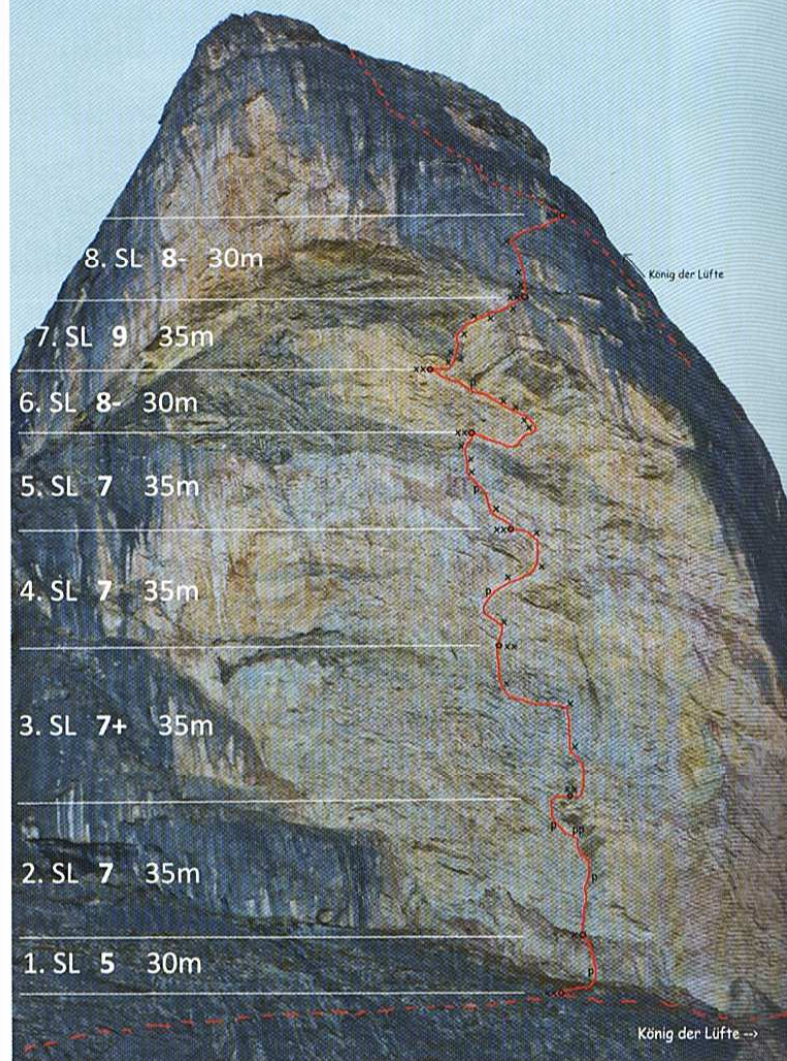 8. SL 8- 30m
König der Lüfte
7. SL 9 35m
6. SL 8- 30m
5. SL 7 35m
4. SL 7 35m
3. SL 7+ 35m
2. SL 7 35m
1. SL 5 30m
König der Lüfte -->